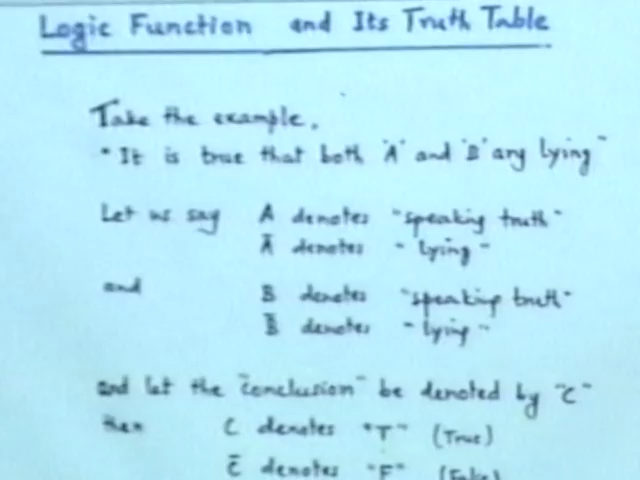 Logic Function and Its Truth Table
Take the example.
"It is true that both 'A' and 'B' are lying"
Let us say A denotes "speaking truth"
Ā denotes "lying"
and B denotes "speaking truth"
B̄ denotes "lying"
and let the "conclusion" be denoted by "C"
then C denotes "T" (True)
C̄ denotes "F" (False)